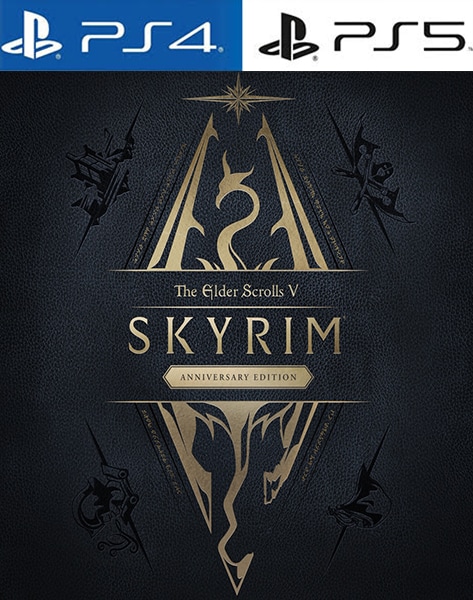 PS4
PS5
The Elder Scrolls V
SKYRIM
ANNIVERSARY EDITION